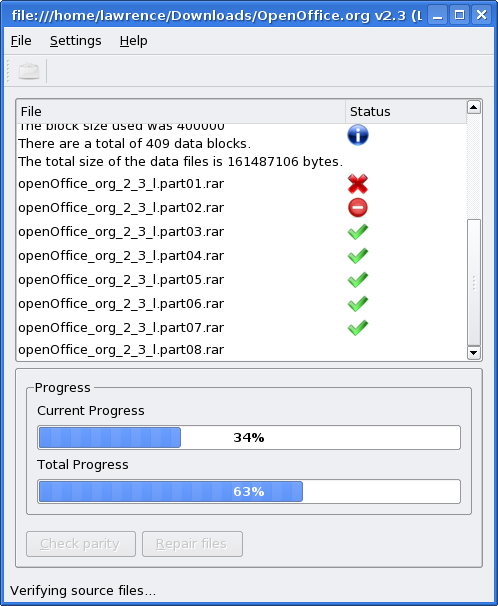 file:///home/lawrence/Downloads/OpenOffice.org v2.3 (L
File Settings Help
File Status
The block size used was 400000
There are a total of 409 data blocks.
The total size of the data files is 161487106 bytes.
openOffice_org_2_3_l.part01.rar
openOffice_org_2_3_l.part02.rar
openOffice_org_2_3_l.part03.rar
openOffice_org_2_3_l.part04.rar
openOffice_org_2_3_l.part05.rar
openOffice_org_2_3_l.part06.rar
openOffice_org_2_3_l.part07.rar
openOffice_org_2_3_l.part08.rar
Progress
Current Progress
34%
Total Progress
63%
Check parity Repair files
Verifying source files...